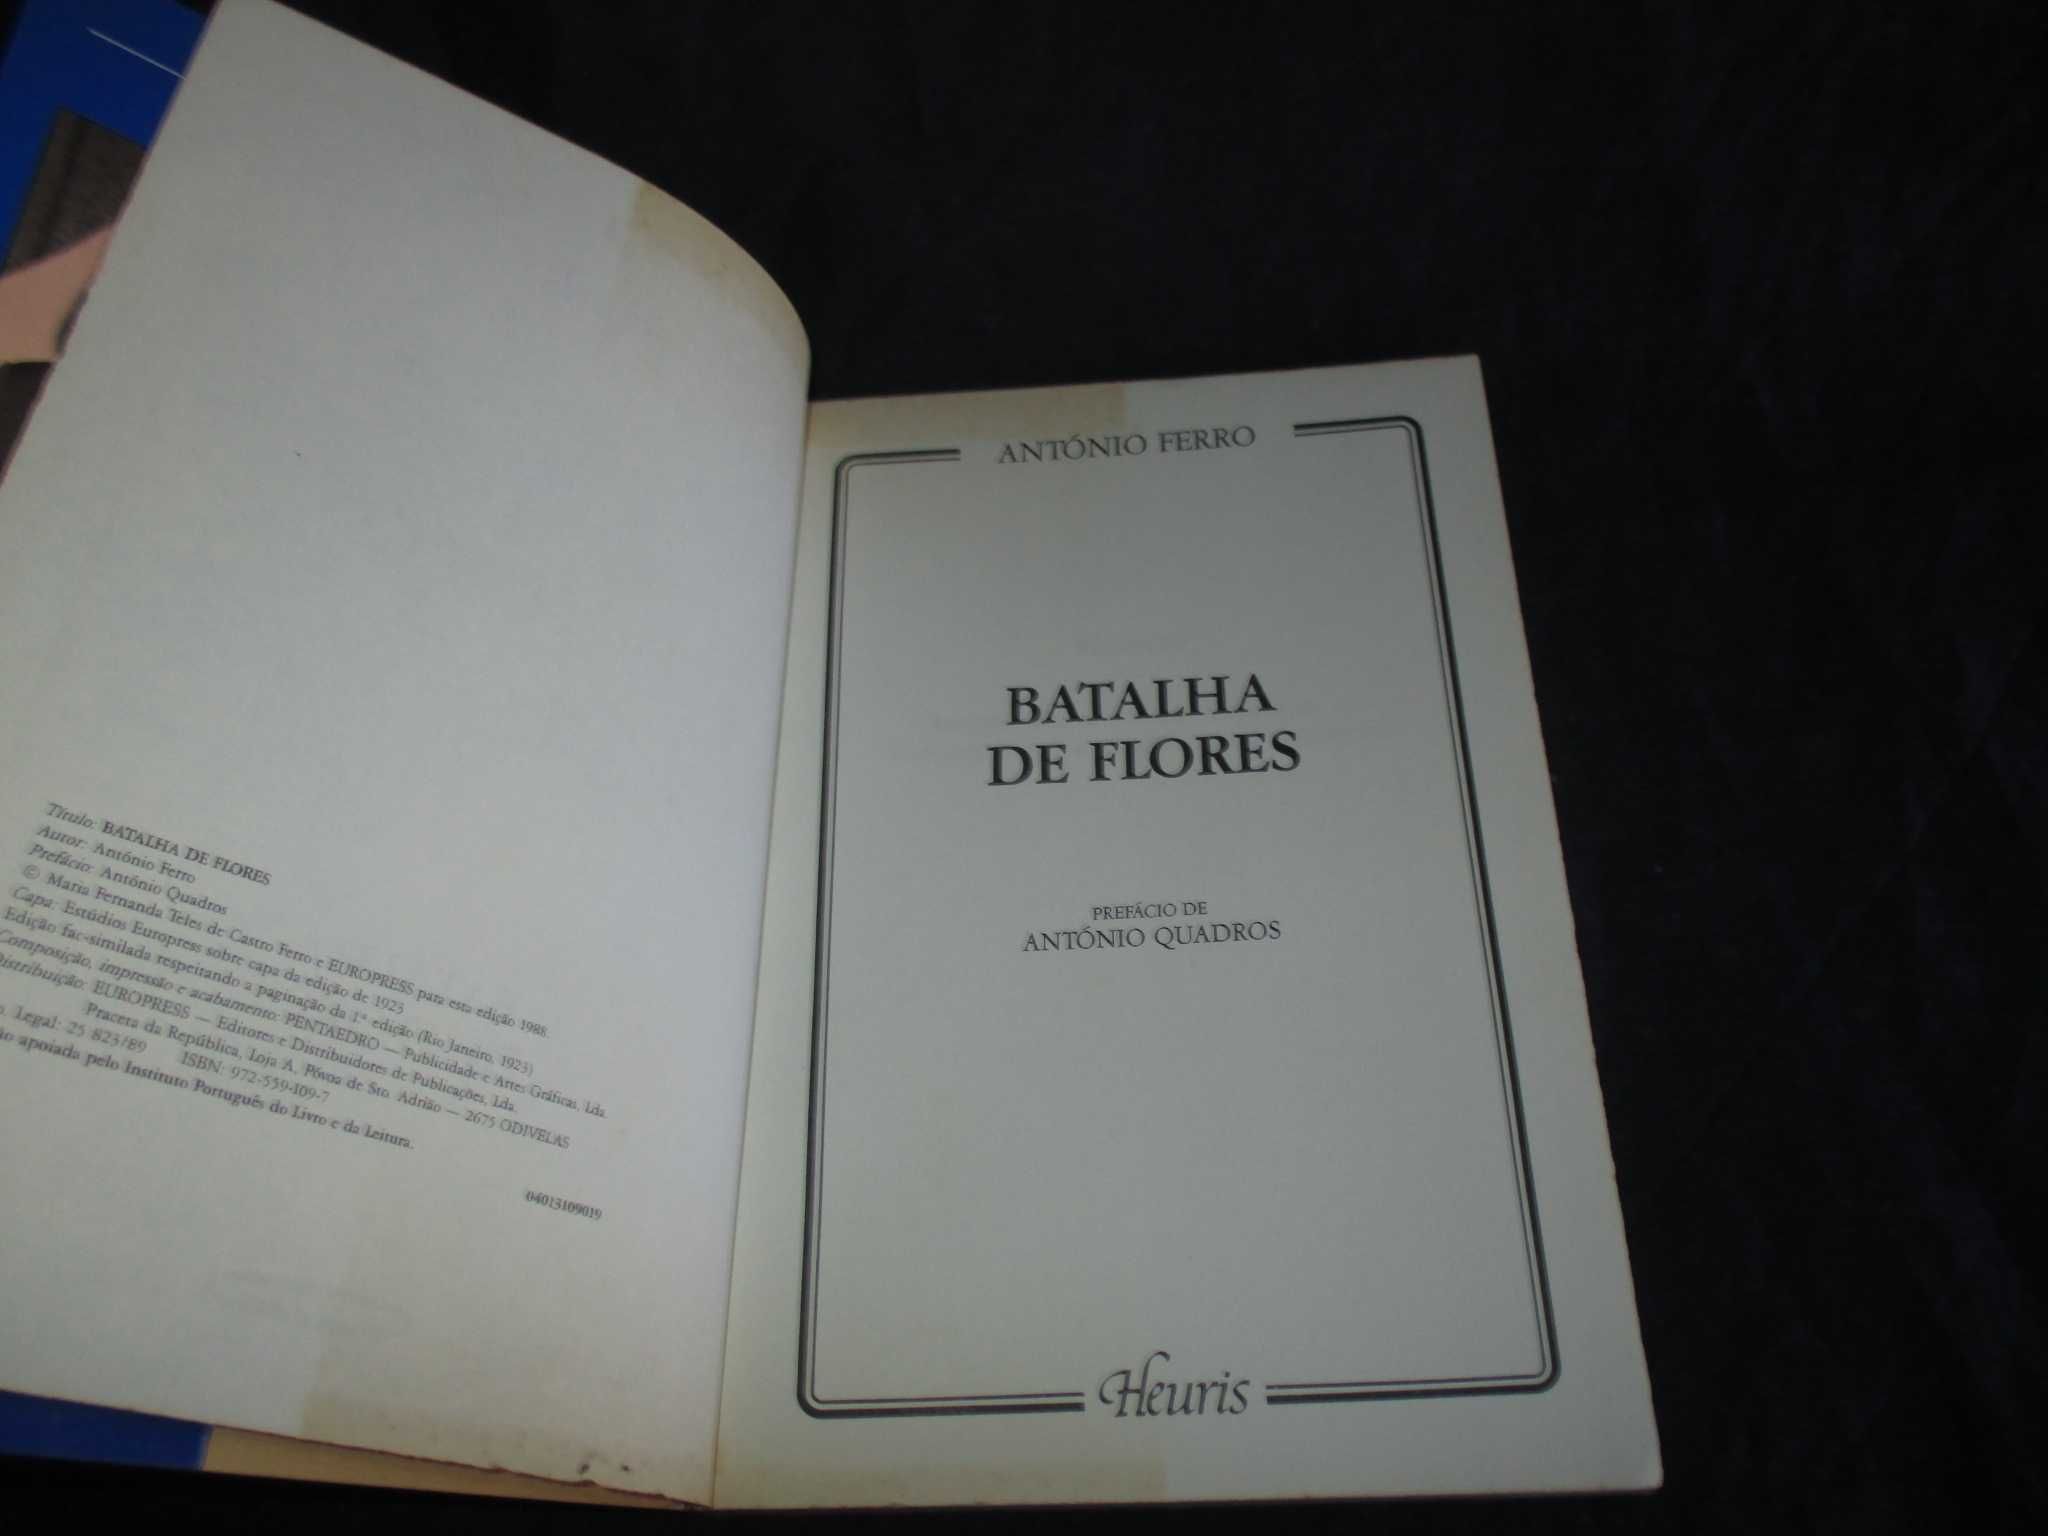 Título: BATALHA DE FLORES
Autor: António Ferro
Prefácio: António Quadros
© Maria Fernanda Teles de Castro Ferro e EUROPRESS para esta edição 1988.
Capa: Estúdios Europress sobre capa da edição de 1923
Edição fac-similada respeitando a paginação da 1.ª edição (Rio Janeiro, 1923)
Composição, impressão e acabamento: PENTAEDRO — Publicidade e Artes Gráficas, Lda.
Distribuição: EUROPRESS — Editores e Distribuidores de Publicações, Lda.
Praceta da República, Loja A, Póvoa de Sto. Adrião — 2675 ODIVELAS
Legal: 25 823/89 ISBN: 972-559-109-7
apoiada pelo Instituto Português do Livro e da Leitura.
04013109019
ANTÓNIO FERRO
BATALHA
DE FLORES
PREFÁCIO DE
ANTÓNIO QUADROS
Heuris